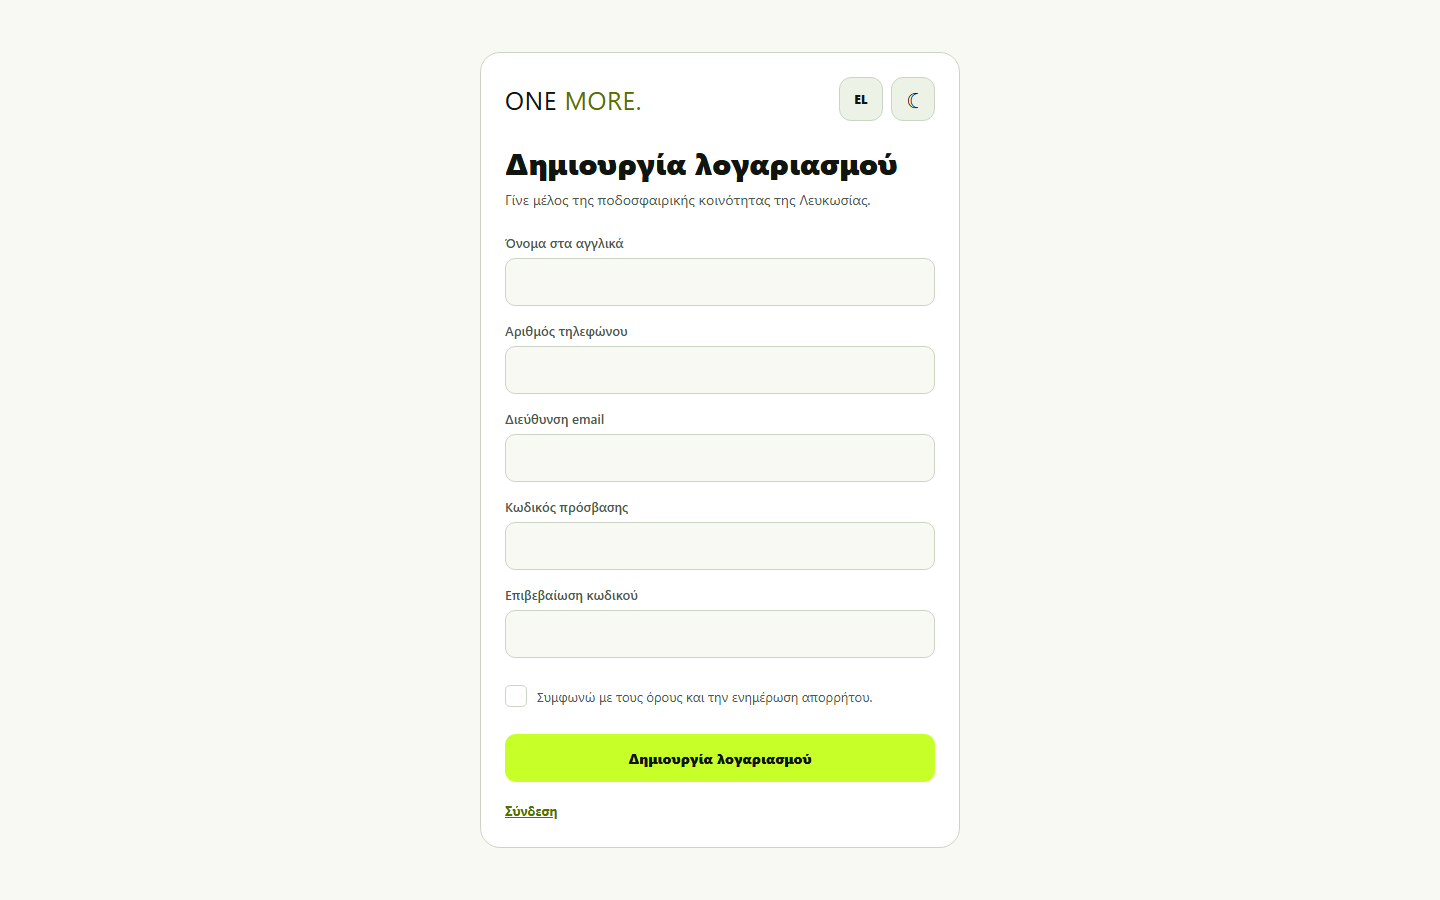 ONE MORE.
EL
Δημιουργία λογαριασμού
Γίνε μέλος της ποδοσφαιρικής κοινότητας της Λευκωσίας.
Όνομα στα αγγλικά
Αριθμός τηλεφώνου
Διεύθυνση email
Κωδικός πρόσβασης
Επιβεβαίωση κωδικού
Συμφωνώ με τους όρους και την ενημέρωση απορρήτου.
Δημιουργία λογαριασμού
Σύνδεση